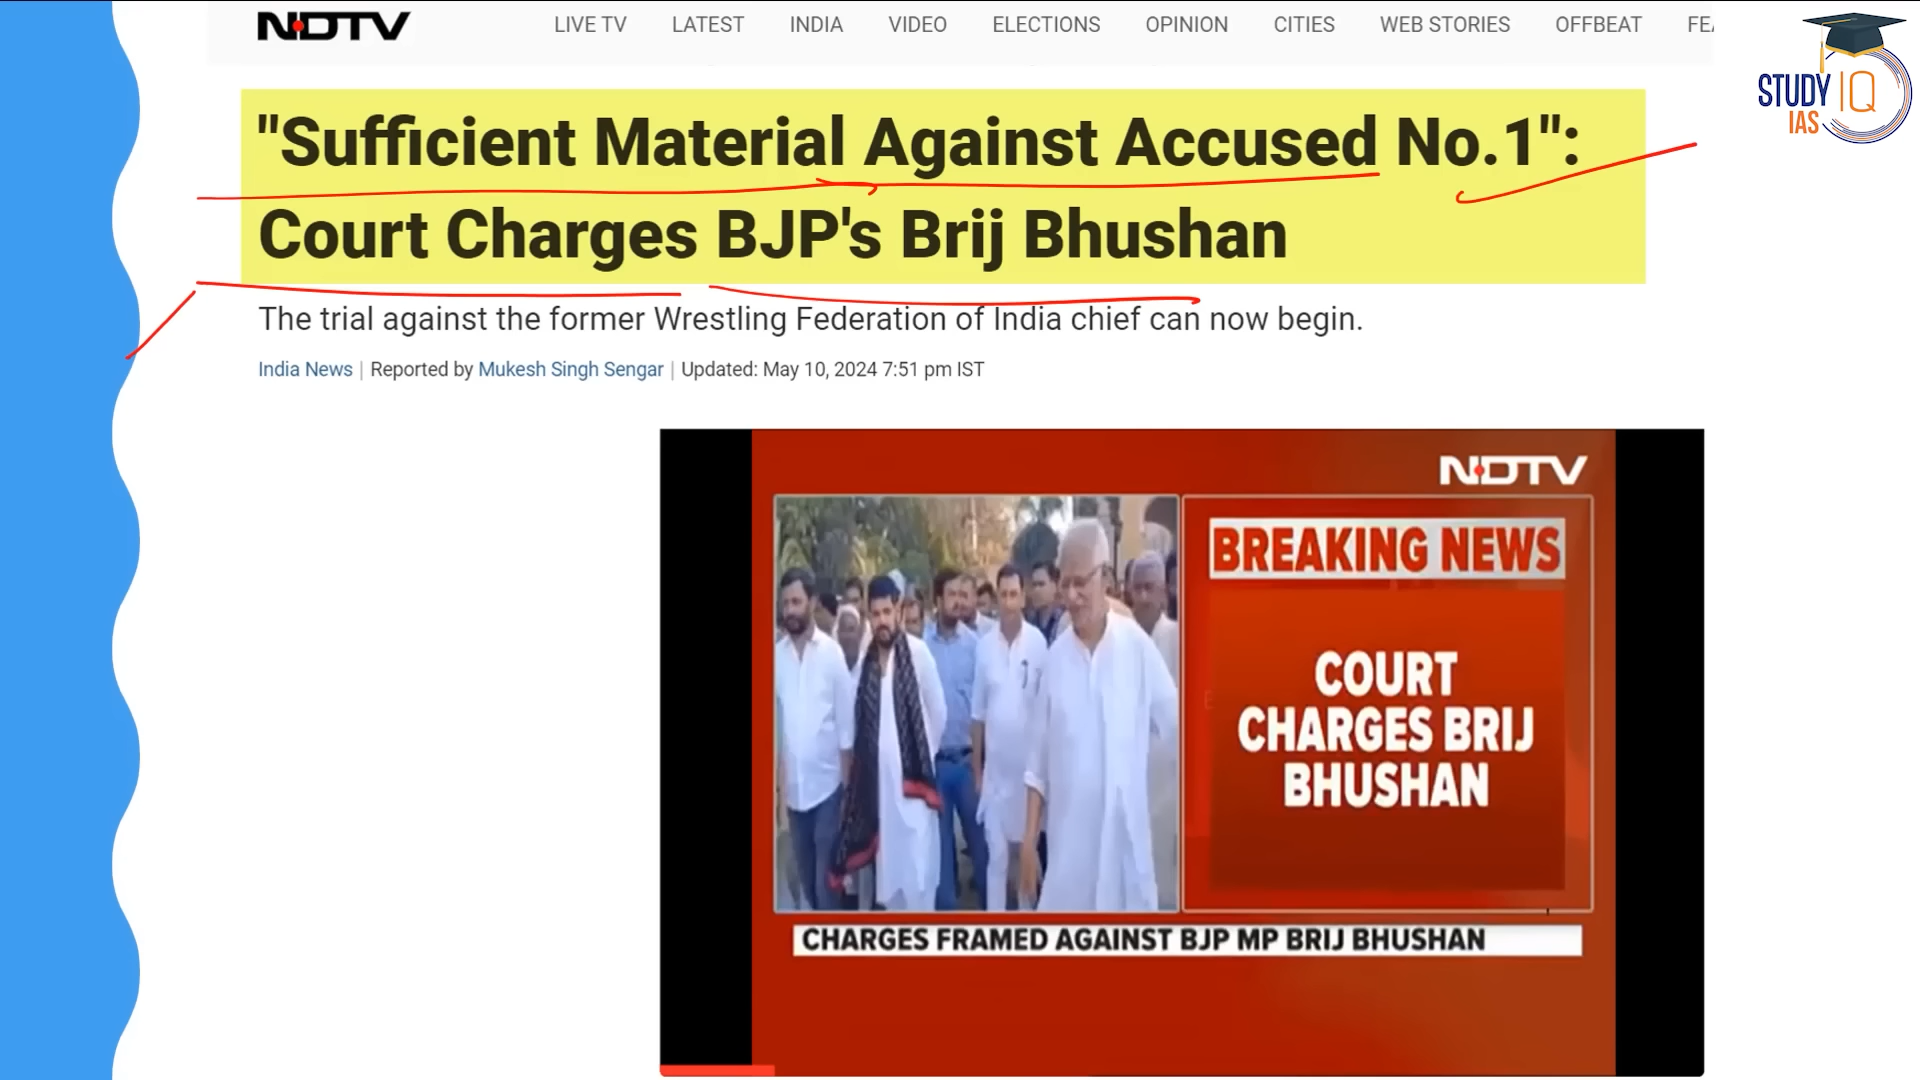 NDTV
LIVE TV LATEST INDIA VIDEO ELECTIONS OPINION CITIES WEB STORIES OFFBEAT FEA
STUDY IQ
IAS
"Sufficient Material Against Accused No.1":
Court Charges BJP's Brij Bhushan
The trial against the former Wrestling Federation of India chief can now begin.
India News | Reported by Mukesh Singh Sengar | Updated: May 10, 2024 7:51 pm IST
NDTV
BREAKING NEWS
COURT
CHARGES BRIJ
BHUSHAN
CHARGES FRAMED AGAINST BJP MP BRIJ BHUSHAN